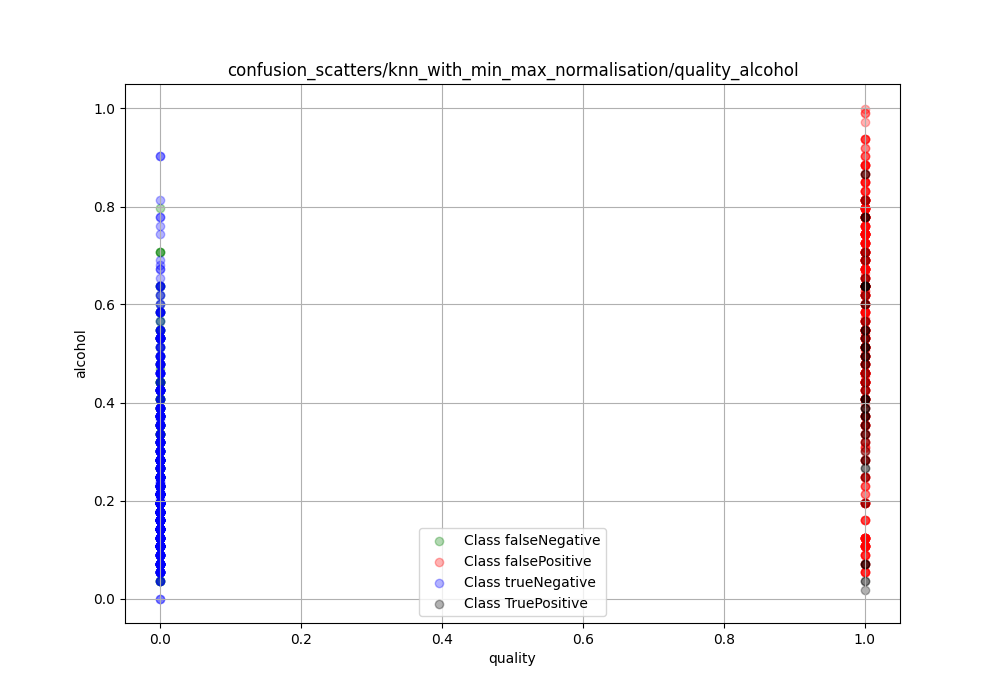 confusion_scatters/knn_with_min_max_normalisation/quality_alcohol
1.0
0.8
0.6
0.4
0.2
0.0
alcohol
Class falseNegative
Class falsePositive
Class trueNegative
Class TruePositive
0.0 0.2 0.4 0.6 0.8 1.0
quality